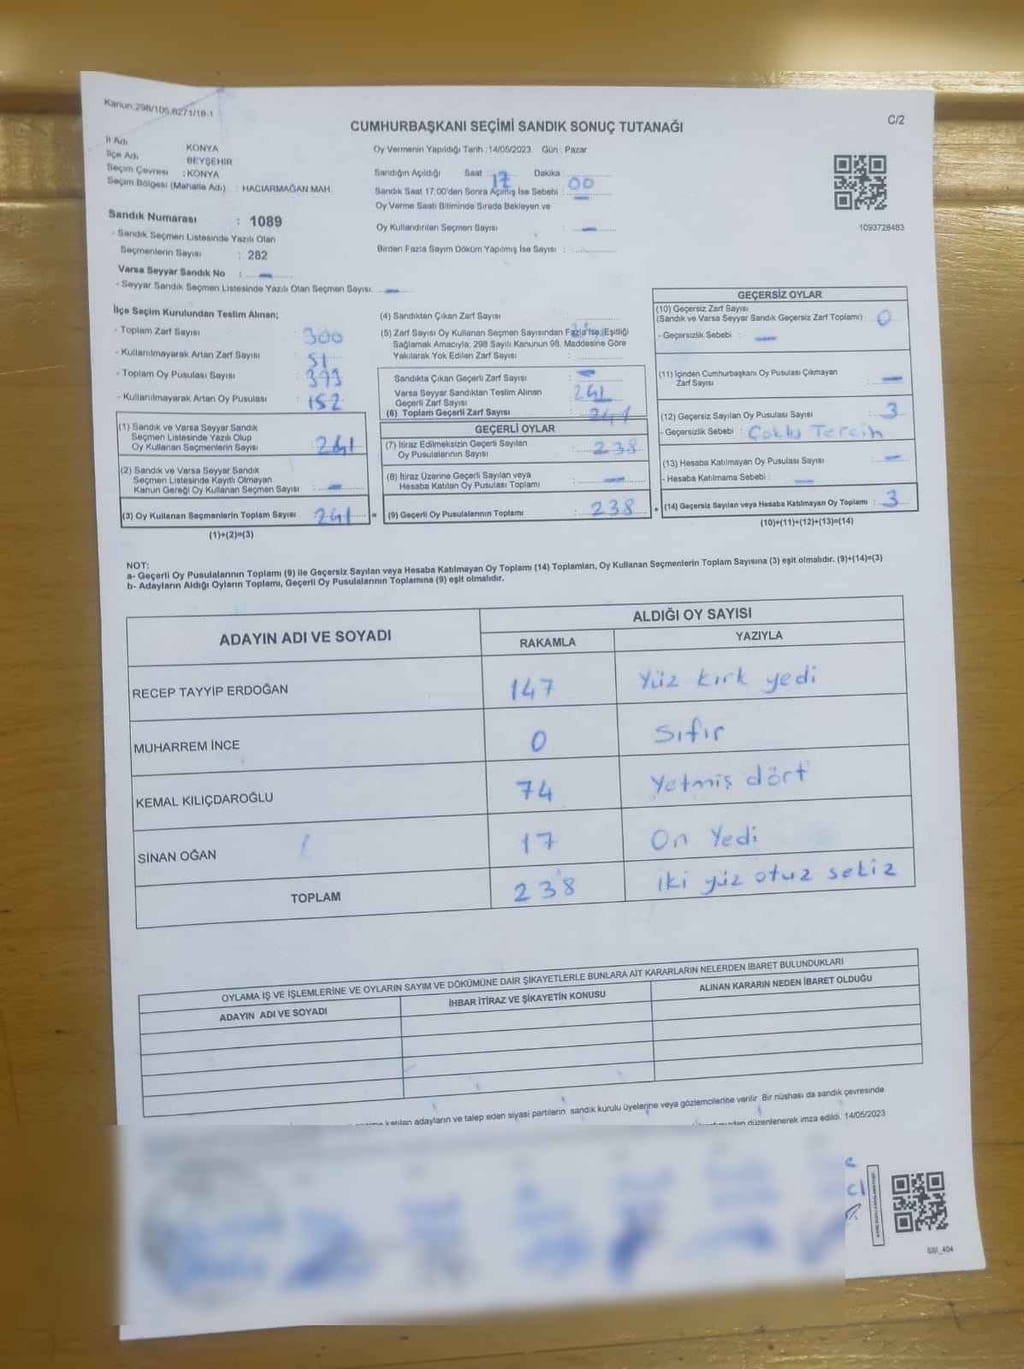 Kanun:298/105,6271/18-1
C/2
CUMHURBAŞKANI SEÇİMİ SANDIK SONUÇ TUTANAĞI
İl Adı : KONYA
İlçe Adı : BEYŞEHİR
Seçim Çevresi : KONYA
Seçim Bölgesi (Mahalle Adı) : HACIARMAĞAN MAH.
Oy Vermenin Yapıldığı Tarih :14/05/2023 Gün : Pazar
Sandığın Açıldığı Saat : 17 Dakika : 00
Sandık Saat 17.00'den Sonra Açılmış İse Sebebi : -
Oy Verme Saati Bitiminde Sırada Bekleyen ve
Oy Kullandırılan Seçmen Sayısı : -
Birden Fazla Sayım Döküm Yapılmış İse Sayısı :
1093728483
Sandık Numarası : 1089
- Sandık Seçmen Listesinde Yazılı Olan
Seçmenlerin Sayısı : 282
Varsa Seyyar Sandık No : -
- Seyyar Sandık Seçmen Listesinde Yazılı Olan Seçmen Sayısı: -
İlçe Seçim Kurulundan Teslim Alınan;
- Toplam Zarf Sayısı : 300
- Kullanılmayarak Artan Zarf Sayısı : 51
- Toplam Oy Pusulası Sayısı : 393
- Kullanılmayarak Artan Oy Pusulası : 152
(1) Sandık ve Varsa Seyyar Sandık
Seçmen Listesinde Yazılı Olup
Oy Kullanan Seçmenlerin Sayısı : 241
(2) Sandık ve Varsa Seyyar Sandık
Seçmen Listesinde Kayıtlı Olmayan
Kanun Gereği Oy Kullanan Seçmen Sayısı : -
(3) Oy Kullanan Seçmenlerin Toplam Sayısı : 241
(1)+(2)=(3)
(4) Sandıktan Çıkan Zarf Sayısı :
(5) Zarf Sayısı Oy Kullanan Seçmen Sayısından Fazla İse, Eşitliği
Sağlamak Amacıyla; 298 Sayılı Kanunun 98. Maddesine Göre
Yakılarak Yok Edilen Zarf Sayısı :
Sandıkta Çıkan Geçerli Zarf Sayısı : -
Varsa Seyyar Sandıktan Teslim Alınan
Geçerli Zarf Sayısı : 241
(6) Toplam Geçerli Zarf Sayısı : 241
GEÇERLİ OYLAR
(7) İtiraz Edilmeksizin Geçerli Sayılan
Oy Pusulalarının Sayısı : 238
(8) İtiraz Üzerine Geçerli Sayılan veya
Hesaba Katılan Oy Pusulası Toplamı : -
= (9) Geçerli Oy Pusulalarının Toplamı : 238
GEÇERSİZ OYLAR
(10) Geçersiz Zarf Sayısı
(Sandık ve Varsa Seyyar Sandık Geçersiz Zarf Toplamı) : 0
- Geçersizlik Sebebi : -
(11) İçinden Cumhurbaşkanı Oy Pusulası Çıkmayan
Zarf Sayısı : -
(12) Geçersiz Sayılan Oy Pusulası Sayısı : 3
- Geçersizlik Sebebi : Çoklu Tercih
(13) Hesaba Katılmayan Oy Pusulası Sayısı : -
- Hesaba Katılmama Sebebi : -
+ (14) Geçersiz Sayılan veya Hesaba Katılmayan Oy Toplamı : 3
(10)+(11)+(12)+(13)=(14)
NOT:
a- Geçerli Oy Pusulalarının Toplamı (9) ile Geçersiz Sayılan veya Hesaba Katılmayan Oy Toplamı (14) Toplamları, Oy Kullanan Seçmenlerin Toplam Sayısına (3) eşit olmalıdır. (9)+(14)=(3)
b- Adayların Aldığı Oyların Toplamı, Geçerli Oy Pusulalarının Toplamına (9) eşit olmalıdır.
ADAYIN ADI VE SOYADI
ALDIĞI OY SAYISI
RAKAMLA YAZIYLA
RECEP TAYYİP ERDOĞAN 147 Yüz kırk yedi
MUHARREM İNCE 0 Sıfır
KEMAL KILIÇDAROĞLU 74 Yetmiş dört
SİNAN OĞAN 17 On Yedi
TOPLAM 238 iki yüz otuz sekiz
OYLAMA İŞ VE İŞLEMLERİNE VE OYLARIN SAYIM VE DÖKÜMÜNE DAİR ŞİKAYETLERLE BUNLARA AİT KARARLARIN NELERDEN İBARET BULUNDUKLARI
ADAYIN ADI VE SOYADI İHBAR İTİRAZ VE ŞİKAYETİN KONUSU ALINAN KARARIN NEDEN İBARET OLDUĞU
katılan adayların ve talep eden siyasi partilerin sandık kurulu üyelerine veya gözlemcilerine verilir. Bir nüshası da sandık çevresinde
düzenlenerek imza edildi. 14/05/2023